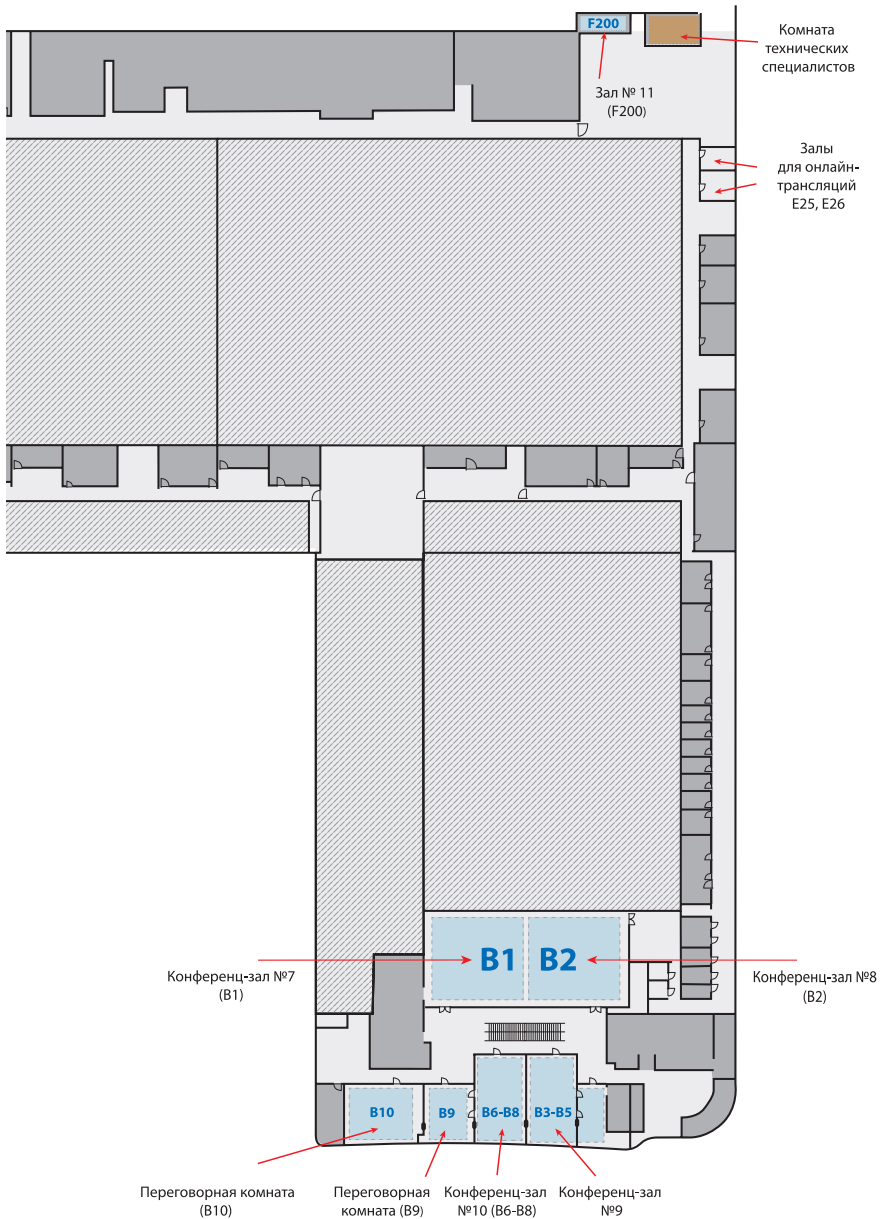 F200
Комната
технических
специалистов
Зал № 11
(F200)
Залы
для онлайн-
трансляций
E25, E26
B1
B2
Конференц-зал №7
(B1)
Конференц-зал №8
(B2)
B10
B9
B6-B8
B3-B5
Переговорная комната
(B10)
Переговорная
комната (B9)
Конференц-зал
№10 (B6-B8)
Конференц-зал
№9